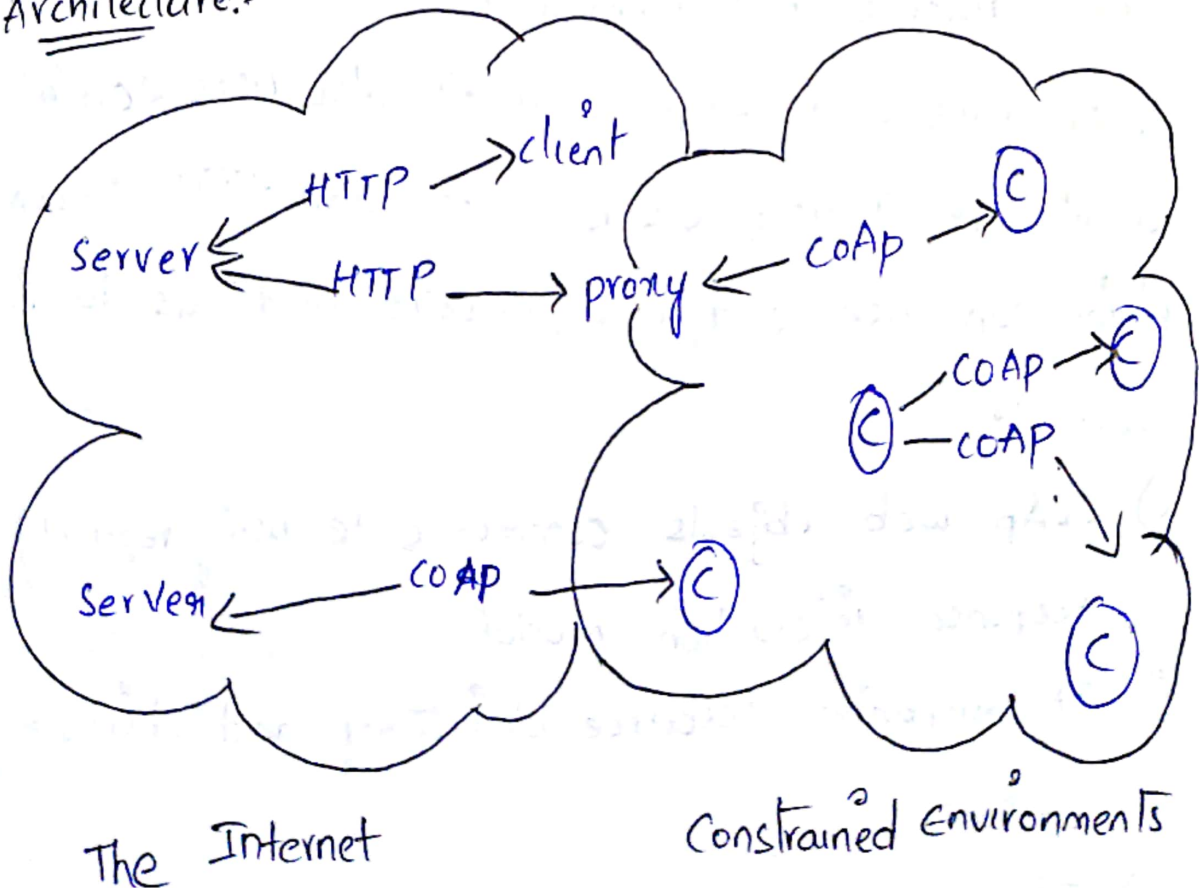 Architecture:-
client
HTTP
C
Server
CoAp
HTTP
proxy
COAp
C
C
COAP
COAp
Server
C
C
The Internet
Constrained Environments